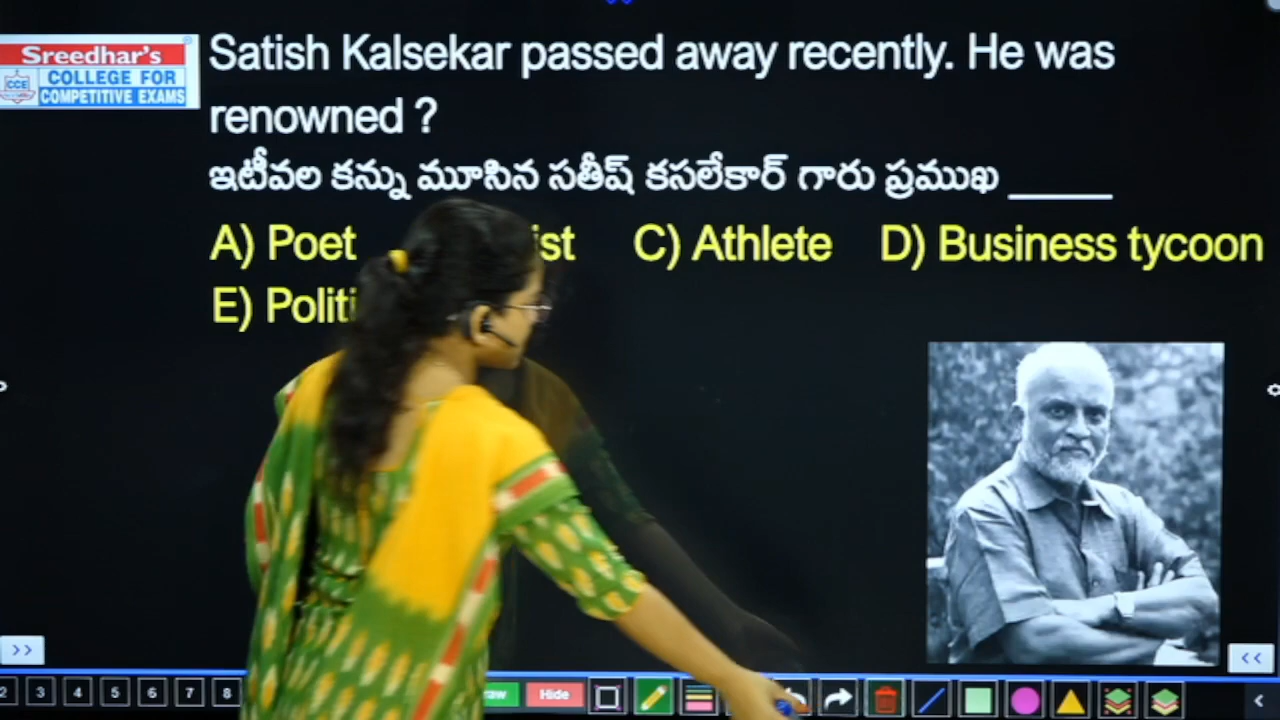 Sreedhar's
CCE
COLLEGE FOR
COMPETITIVE EXAMS
Satish Kalsekar passed away recently. He was
renowned ?
ఇటీవల కన్ను మూసిన సతీష్ కసలేకార్ గారు ప్రముఖ _____
A) Poet ist C) Athlete D) Business tycoon
E) Politi
>>
<<
2 3 4 5 6 7 8 raw Hide